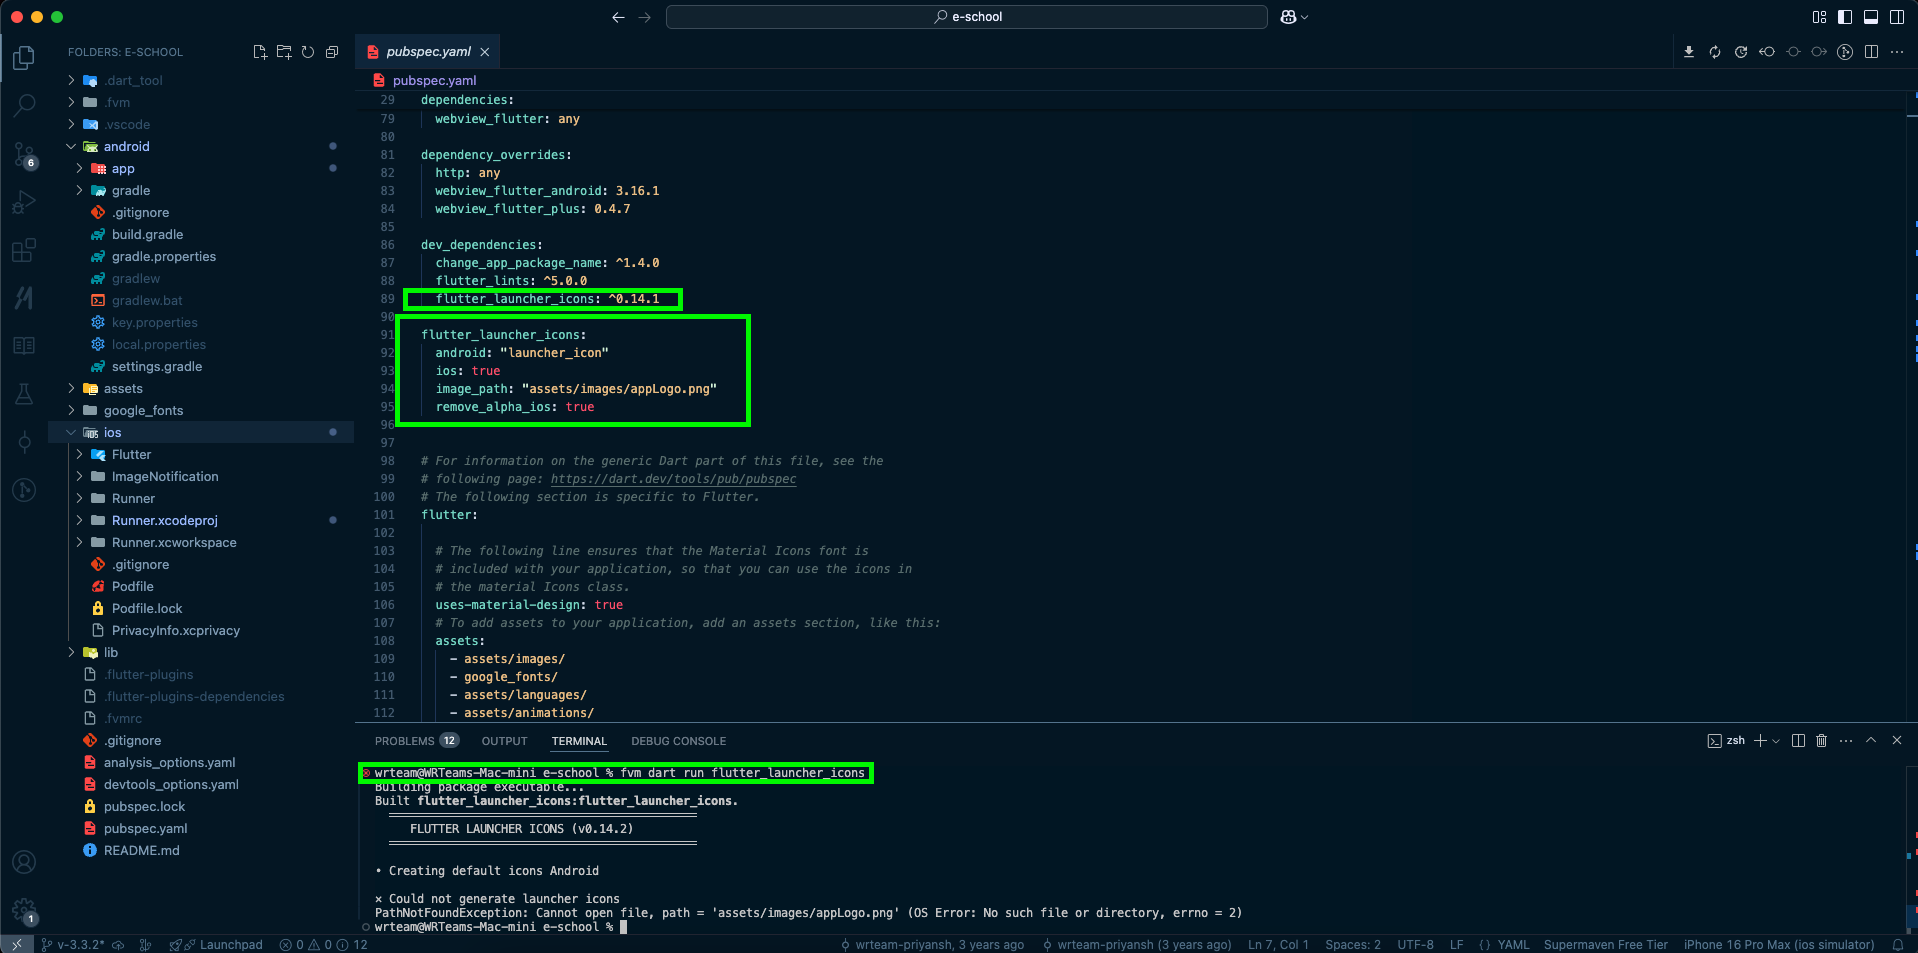 e-school
FOLDERS: E-SCHOOL
.dart_tool
.fvm
.vscode
android
app
gradle
.gitignore
build.gradle
gradle.properties
gradlew
gradlew.bat
key.properties
local.properties
settings.gradle
assets
google_fonts
ios
Flutter
ImageNotification
Runner
Runner.xcodeproj
Runner.xcworkspace
.gitignore
Podfile
Podfile.lock
PrivacyInfo.xcprivacy
lib
.flutter-plugins
.flutter-plugins-dependencies
.fvmrc
.gitignore
analysis_options.yaml
devtools_options.yaml
pubspec.lock
pubspec.yaml
README.md
6
1
pubspec.yaml
pubspec.yaml
29 dependencies:
79 webview_flutter: any
80
81 dependency_overrides:
82 http: any
83 webview_flutter_android: 3.16.1
84 webview_flutter_plus: 0.4.7
85
86 dev_dependencies:
87 change_app_package_name: ^1.4.0
88 flutter_lints: ^5.0.0
89 flutter_launcher_icons: ^0.14.1
90
91 flutter_launcher_icons:
92 android: "launcher_icon"
93 ios: true
94 image_path: "assets/images/appLogo.png"
95 remove_alpha_ios: true
96
97
98 # For information on the generic Dart part of this file, see the
99 # following page: https://dart.dev/tools/pub/pubspec
100 # The following section is specific to Flutter.
101 flutter:
102
103 # The following line ensures that the Material Icons font is
104 # included with your application, so that you can use the icons in
105 # the material Icons class.
106 uses-material-design: true
107 # To add assets to your application, add an assets section, like this:
108 assets:
109 - assets/images/
110 - google_fonts/
111 - assets/languages/
112 - assets/animations/
PROBLEMS 12 OUTPUT TERMINAL DEBUG CONSOLE
zsh
wrteam@WRTeams-Mac-mini e-school % fvm dart run flutter_launcher_icons
Building package executable...
Built flutter_launcher_icons:flutter_launcher_icons.
FLUTTER LAUNCHER ICONS (v0.14.2)
• Creating default icons Android
✕ Could not generate launcher icons
PathNotFoundException: Cannot open file, path = 'assets/images/appLogo.png' (OS Error: No such file or directory, errno = 2)
wrteam@WRTeams-Mac-mini e-school %
v-3.3.2* Launchpad 0 0 12 wrteam-priyansh, 3 years ago wrteam-priyansh (3 years ago) Ln 7, Col 1 Spaces: 2 UTF-8 LF {} YAML Supermaven Free Tier iPhone 16 Pro Max (ios simulator)